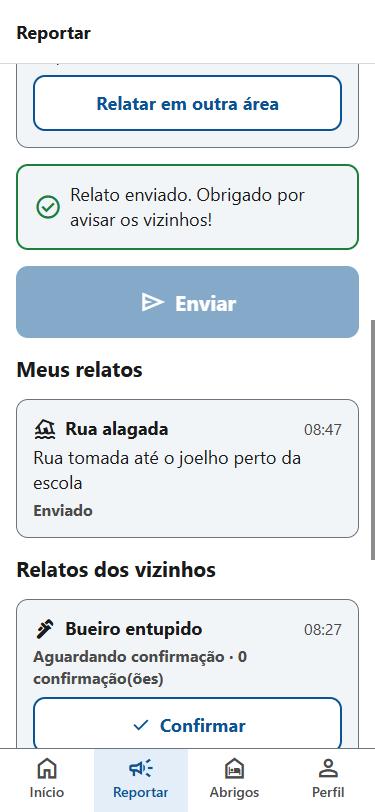 Reportar
Relatar em outra área
Relato enviado. Obrigado por
avisar os vizinhos!
Enviar
Meus relatos
Rua alagada 08:47
Rua tomada até o joelho perto da
escola
Enviado
Relatos dos vizinhos
Bueiro entupido 08:27
Aguardando confirmação · 0
confirmação(ões)
Confirmar
Início Reportar Abrigos Perfil